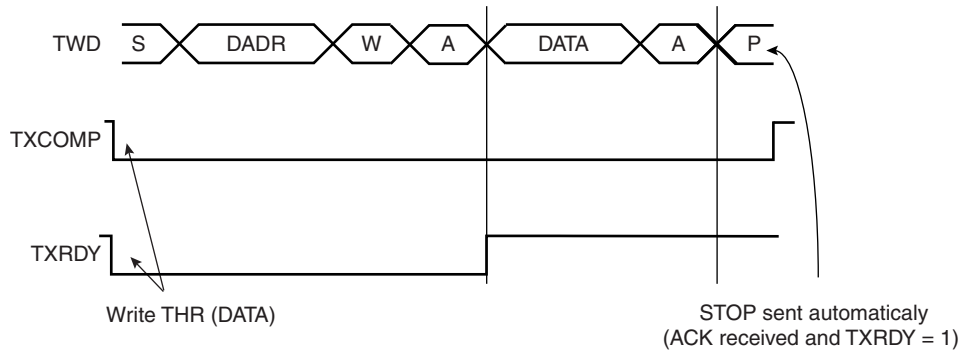 TWD S DADR W A DATA A P
TXCOMP
TXRDY
Write THR (DATA)
STOP sent automaticaly
(ACK received and TXRDY = 1)